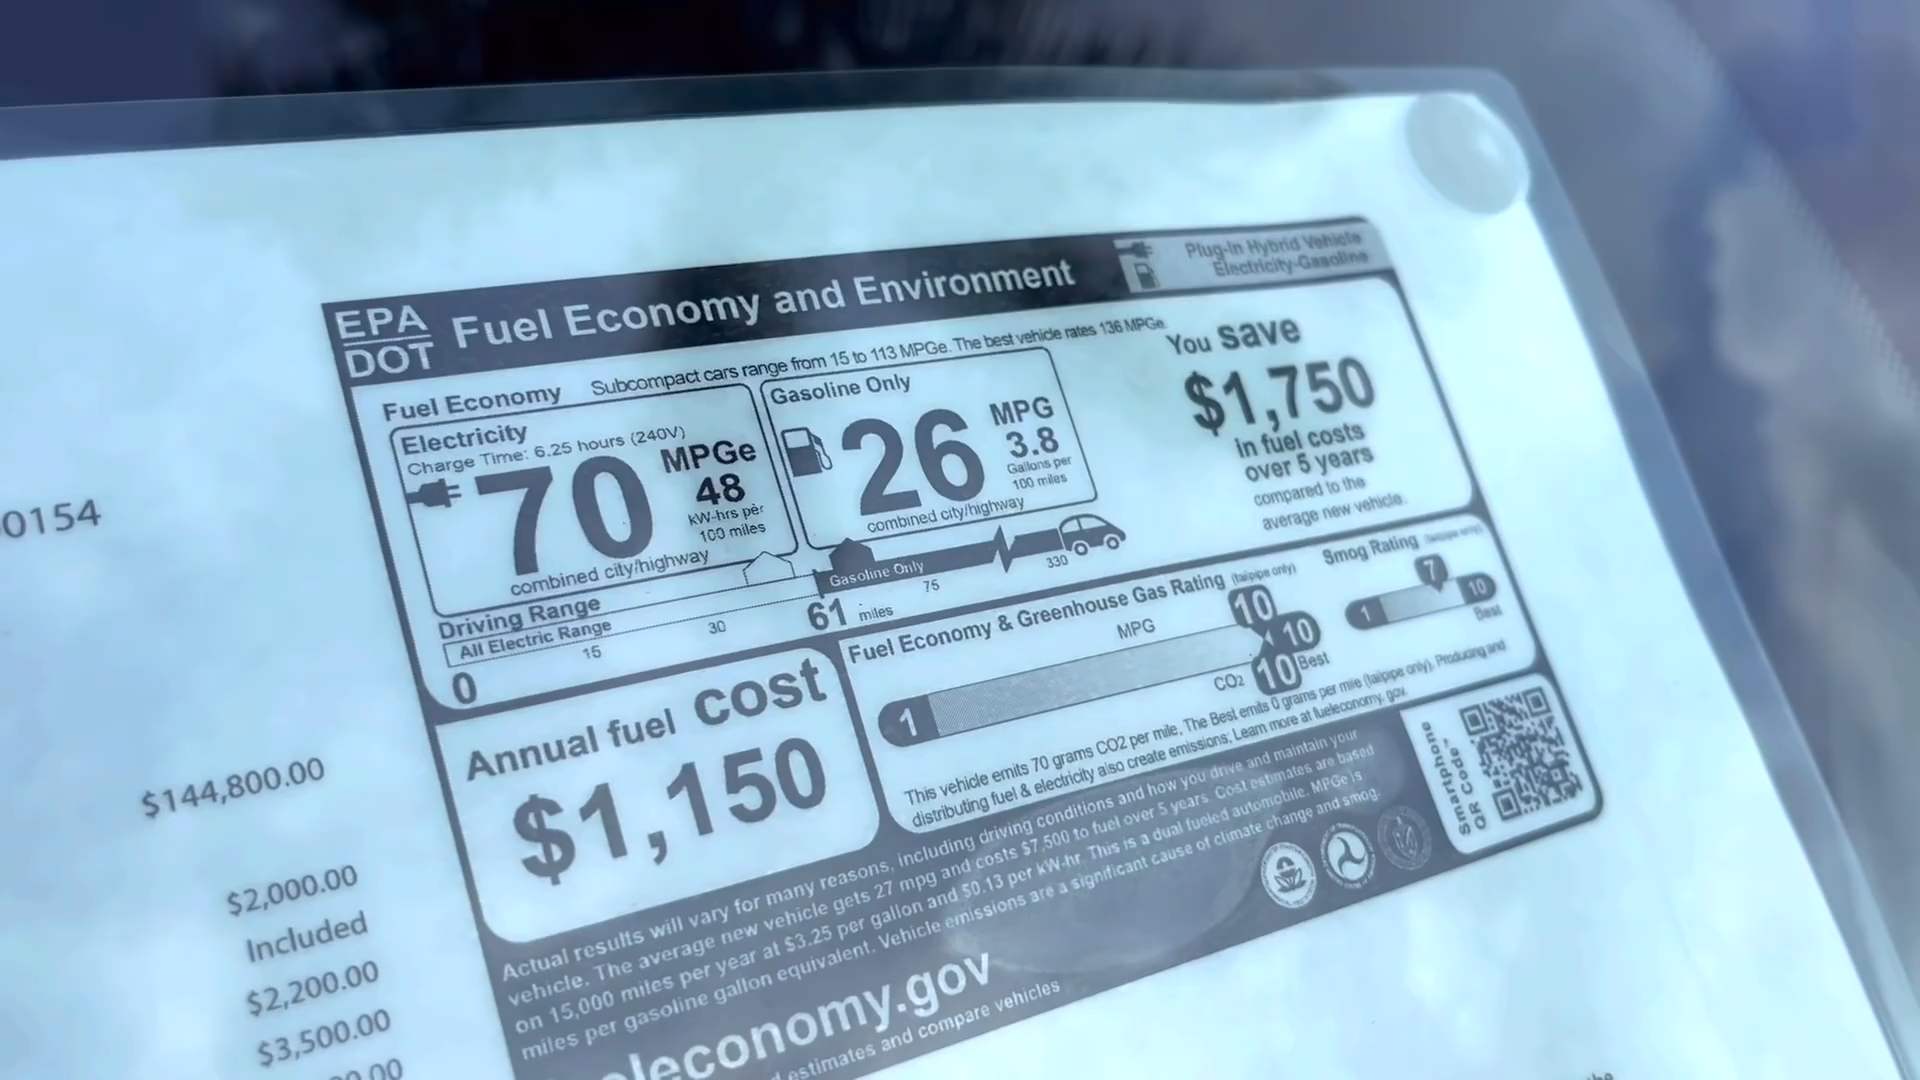 EPA
DOT
Fuel Economy and Environment
Plug-In Hybrid Vehicle
Electricity-Gasoline
Fuel Economy
Subcompact cars range from 15 to 113 MPGe. The best vehicle rates 136 MPGe.
Electricity
Charge Time: 6.25 hours (240V)
70
MPGe
48
kW-hrs per
100 miles
combined city/highway
Gasoline Only
26
MPG
3.8
Gallons per
100 miles
combined city/highway
You save
$1,750
in fuel costs
over 5 years
compared to the
average new vehicle.
Driving Range
All Electric Range
Gasoline Only
0
15
30
61 miles
75
330
Annual fuel cost
$1,150
Fuel Economy & Greenhouse Gas Rating (tailpipe only)
MPG
10
1
10
Best
CO2
10
Smog Rating (tailpipe only)
7
1
10
Best
This vehicle emits 70 grams CO2 per mile. The Best emits 0 grams per mile (tailpipe only). Producing and
distributing fuel & electricity also create emissions; Learn more at fueleconomy.gov.
Actual results will vary for many reasons, including driving conditions and how you drive and maintain your
vehicle. The average new vehicle gets 27 mpg and costs $7,500 to fuel over 5 years. Cost estimates are based
on 15,000 miles per year at $3.25 per gallon and $0.13 per kW-hr. This is a dual fueled automobile. MPGe is
miles per gasoline gallon equivalent. Vehicle emissions are a significant cause of climate change and smog.
leconomy.gov
estimates and compare vehicles
Smartphone
QR Code
0154
$144,800.00
$2,000.00
Included
$2,200.00
$3,500.00
00.00